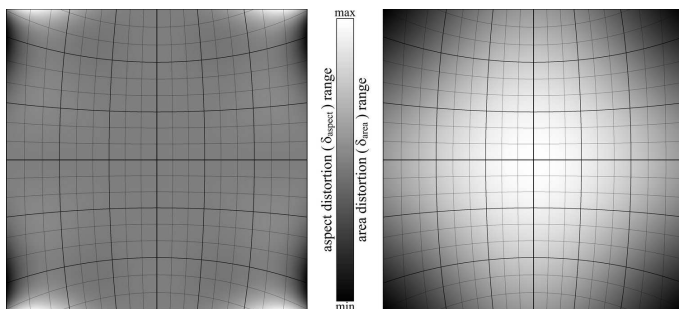 max
aspect distortion ( δaspect ) range
area distortion ( δarea ) range
min